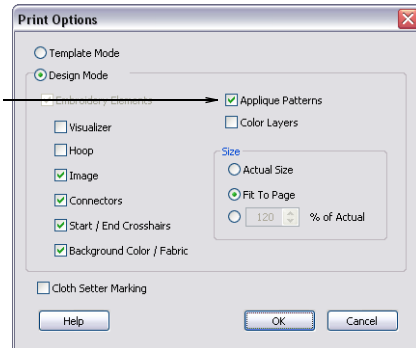 Print Options
Template Mode
Design Mode
Embroidery Elements
Applique Patterns
Visualizer
Color Layers
Hoop
Size
Image
Actual Size
Connectors
Fit To Page
Start / End Crosshairs
120 % of Actual
Background Color / Fabric
Cloth Setter Marking
Help
OK
Cancel